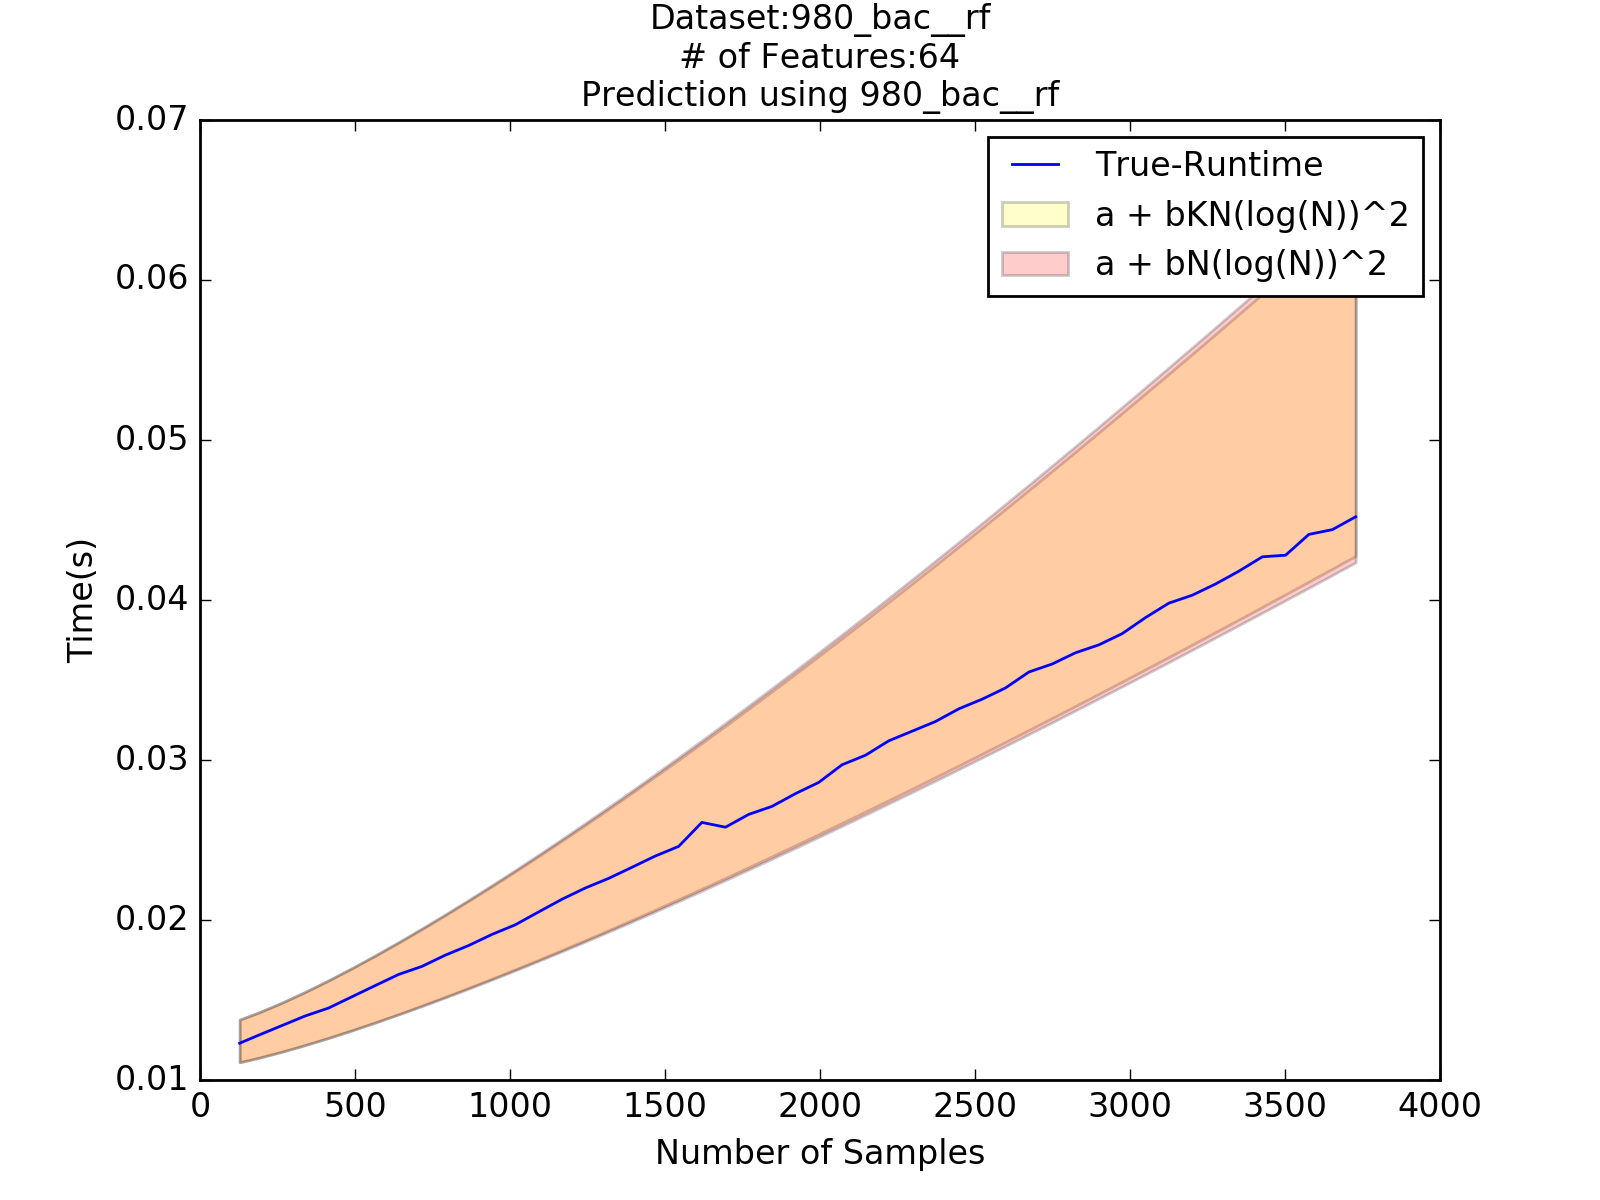 Dataset:980_bac__rf
# of Features:64
Prediction using 980_bac__rf
0.07
0.06
0.05
0.04
0.03
0.02
0.01
Time(s)
True-Runtime
a + bKN(log(N))^2
a + bN(log(N))^2
0 500 1000 1500 2000 2500 3000 3500 4000
Number of Samples